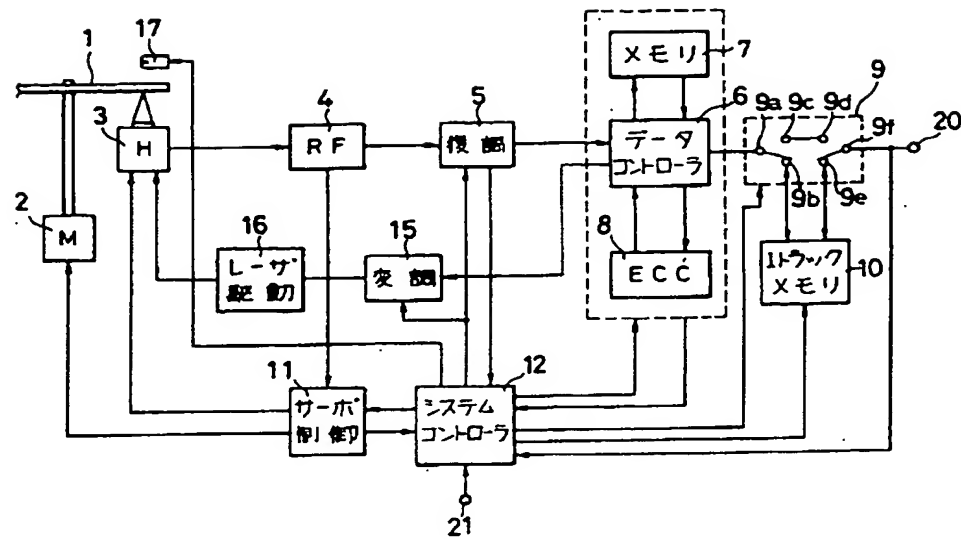 17
1
3
H
2
M
4
RF
5
復調
16
レーザ
駆動
15
変調
メモリ
7
6
データ
コントローラ
8
ECC
9
9a
9c
9d
9f
9b
9e
20
1トラック
メモリ
10
11
サーボ
制御
12
システム
コントローラ
21